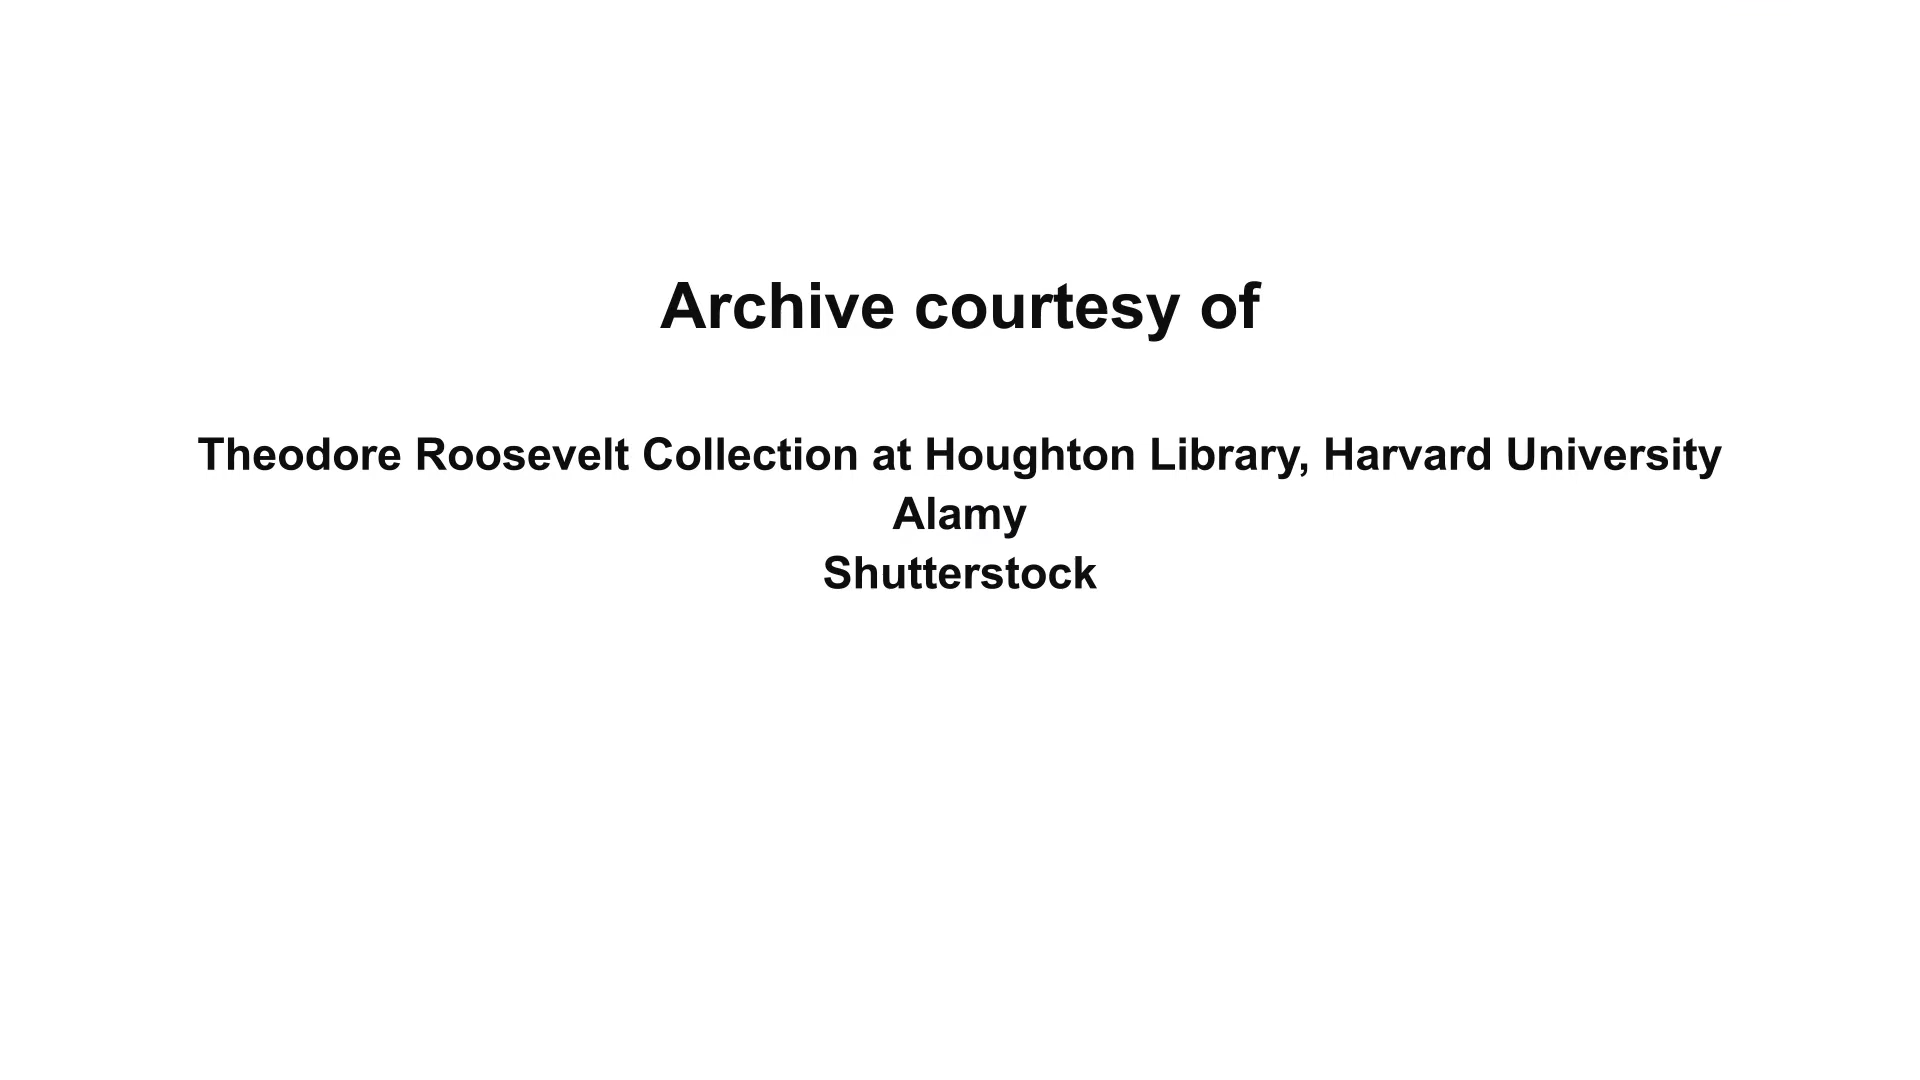 Archive courtesy of
Theodore Roosevelt Collection at Houghton Library, Harvard University
Alamy
Shutterstock